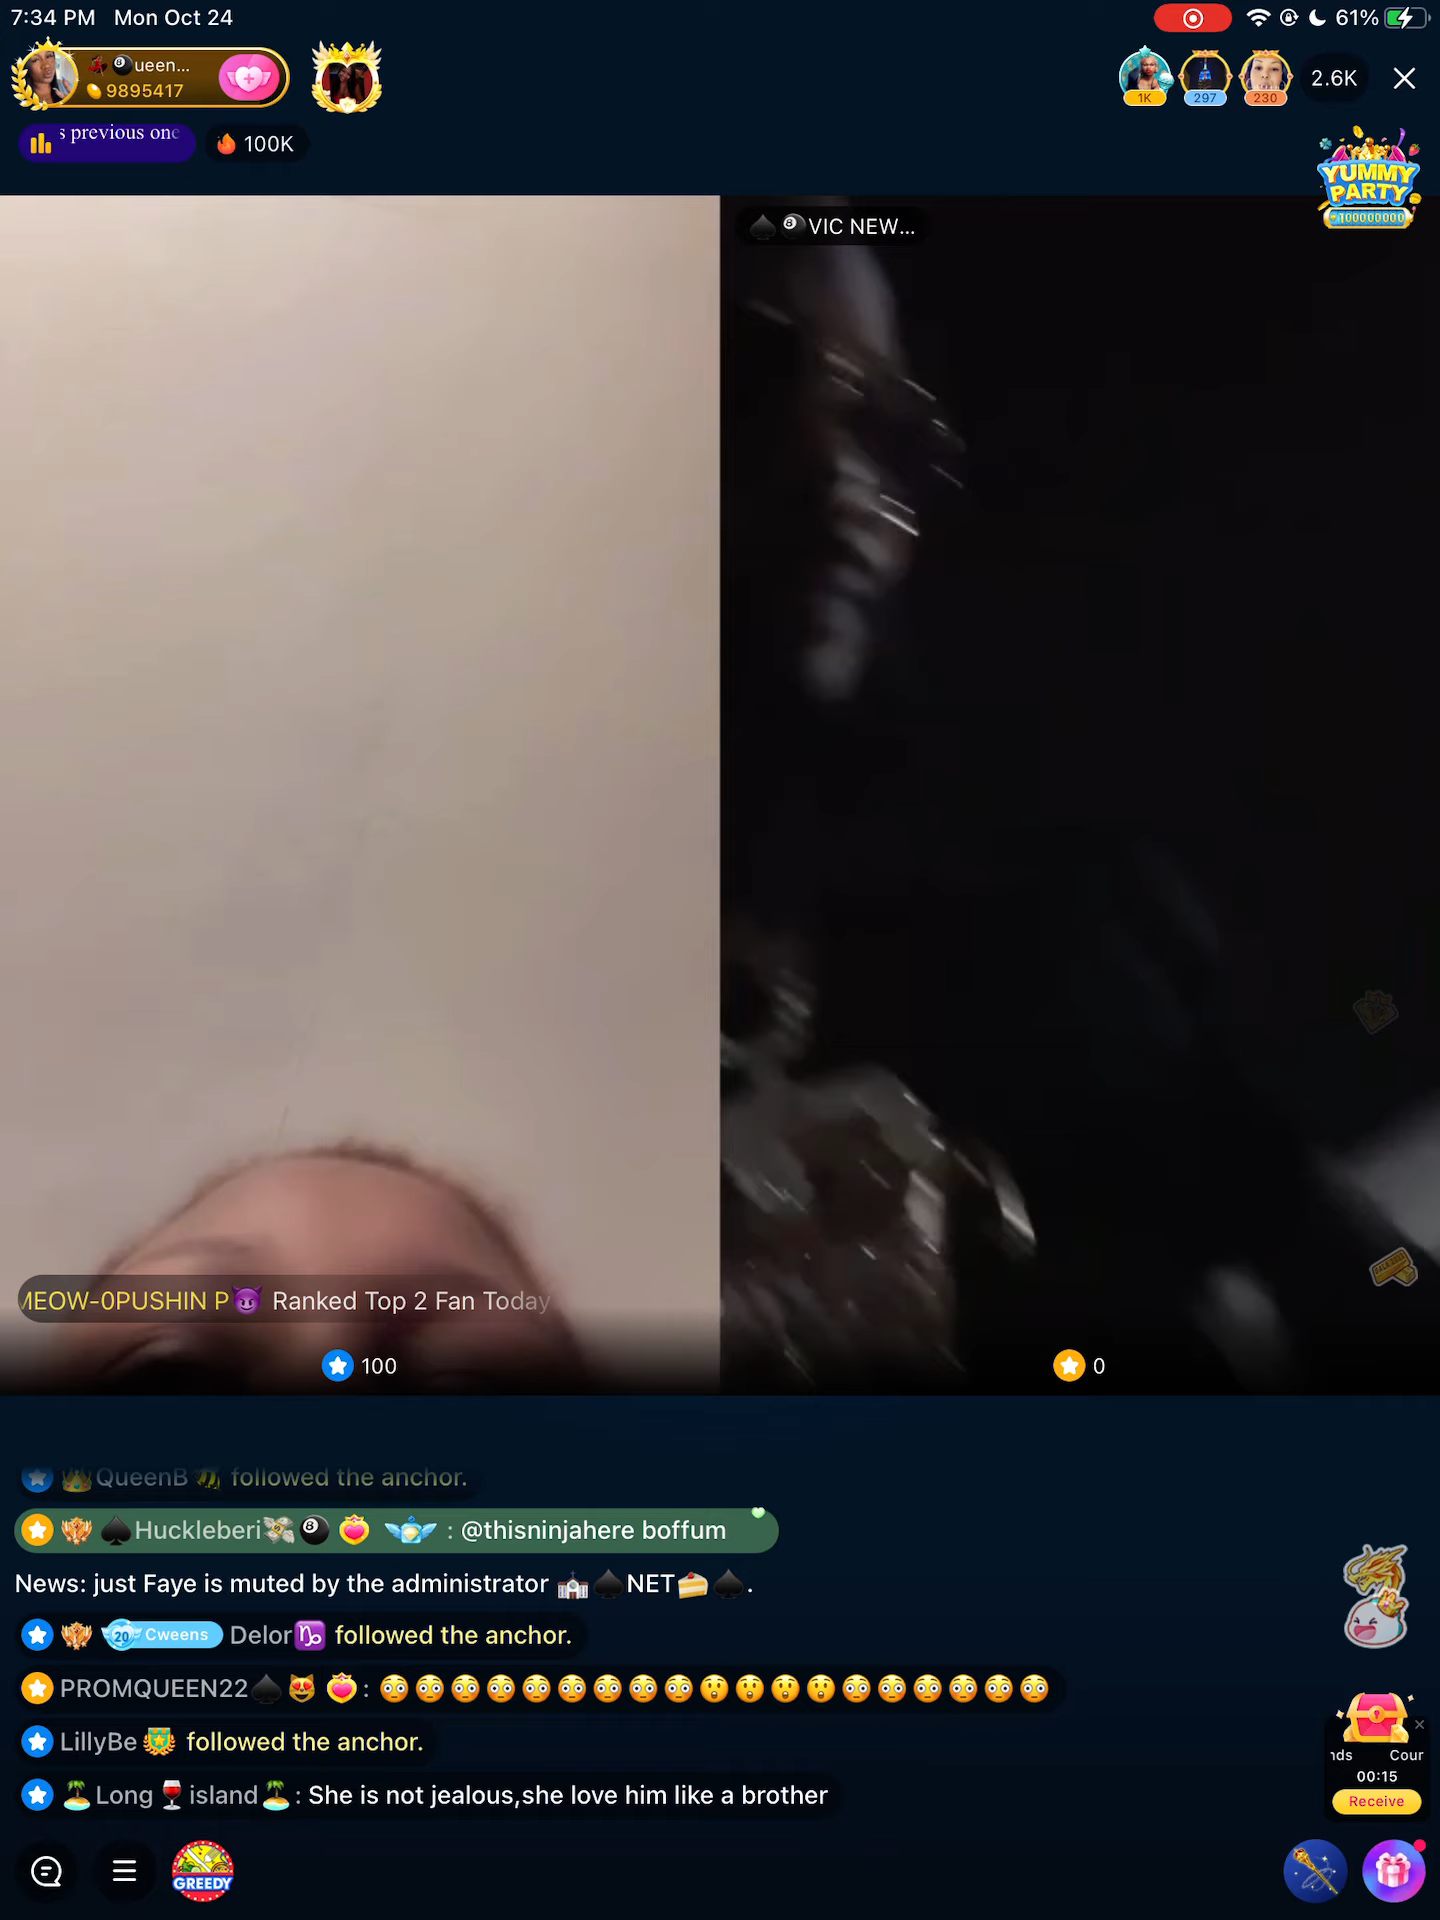 7:34 PM Mon Oct 24
61%
ueen...
9895417
1K
297
230
2.6K
s previous one
100K
YUMMY
PARTY
100000000
VIC NEW...
MEOW-0PUSHIN P😈 Ranked Top 2 Fan Today
100
0
QueenB followed the anchor.
Huckleberi : @thisninjahere boffum
News: just Faye is muted by the administrator 💒♠️NET🍰♠️.
20 Cweens Delor♑ followed the anchor.
PROMQUEEN22♠️😻 : 😳😳😳😳😳😳😳😳😳😲😲😲😲😳😳😳😳😳😳
LillyBe followed the anchor.
🏝️Long🍷island🏝️: She is not jealous,she love him like a brother
nds Cour
00:15
Receive
GREEDY